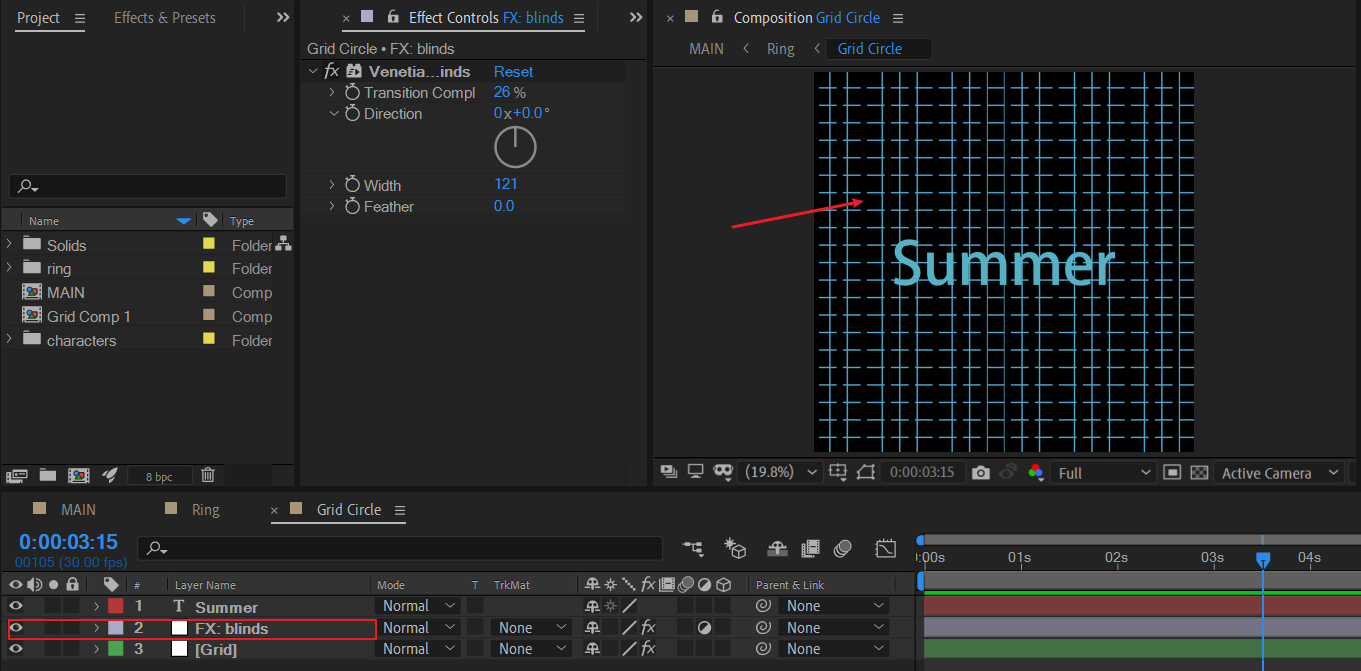 Project
Effects & Presets
Effect Controls FX: blinds
Composition Grid Circle
Grid Circle • FX: blinds
MAIN
Ring
Grid Circle
fx Venetia...inds Reset
Transition Compl 26 %
Direction 0x+0.0°
Width 121
Feather 0.0
Name Type
Solids Folder
ring Folder
MAIN Comp
Grid Comp 1 Comp
characters Folder
Summer
8 bpc
(19.8%) 0:00:03:15 Full Active Camera
MAIN Ring Grid Circle
0:00:03:15
00105 (30.00 fps)
:00s 01s 02s 03s 04s
# Layer Name Mode T TrkMat fx Parent & Link
1 T Summer Normal None
2 FX: blinds Normal None fx None
3 [Grid] Normal None fx None